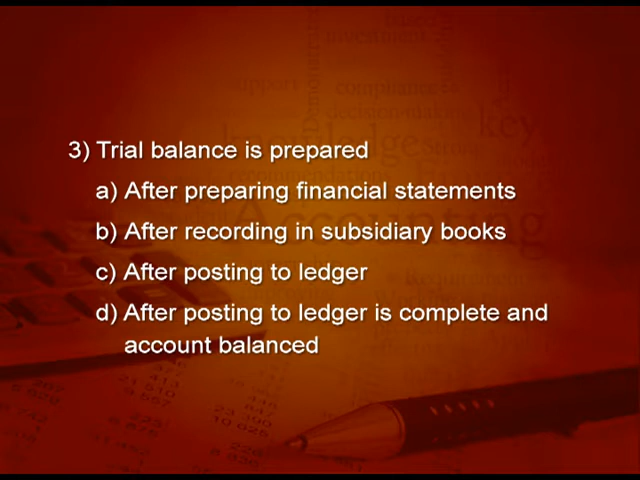 3) Trial balance is prepared
a) After preparing financial statements
b) After recording in subsidiary books
c) After posting to ledger
d) After posting to ledger is complete and
account balanced